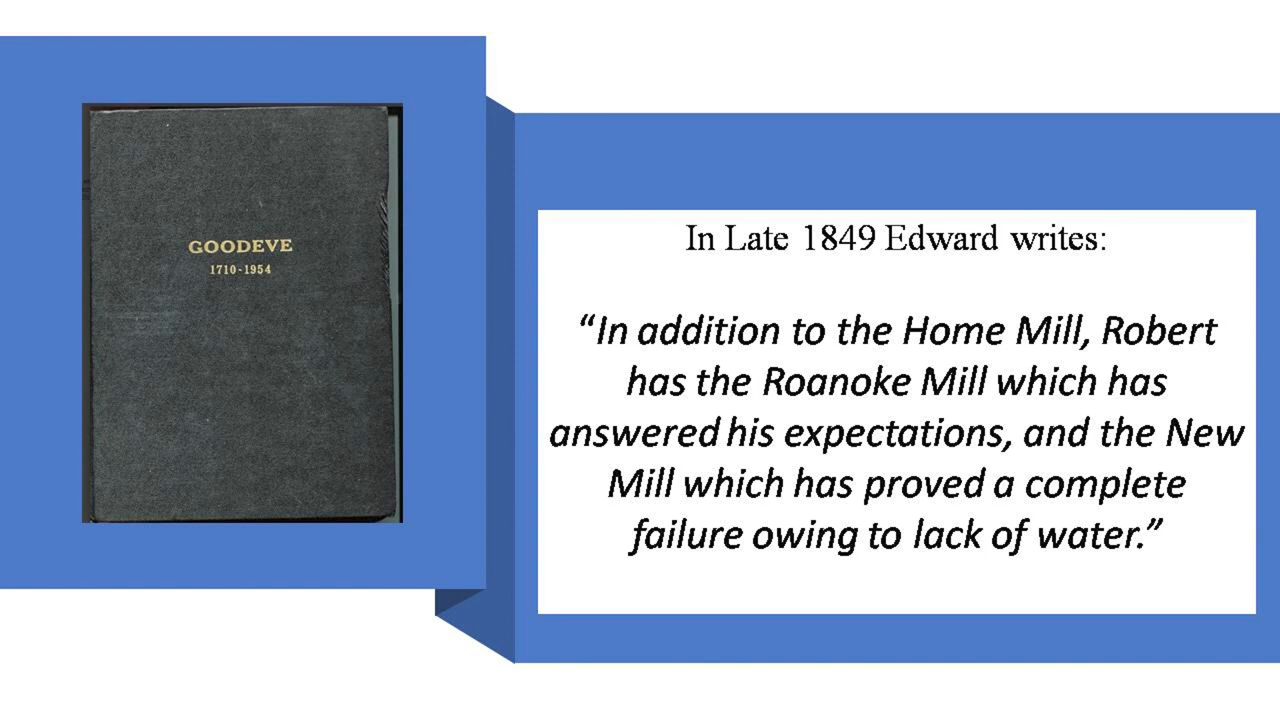 GOODEVE
1710-1954
In Late 1849 Edward writes:
“In addition to the Home Mill, Robert
has the Roanoke Mill which has
answered his expectations, and the New
Mill which has proved a complete
failure owing to lack of water.”